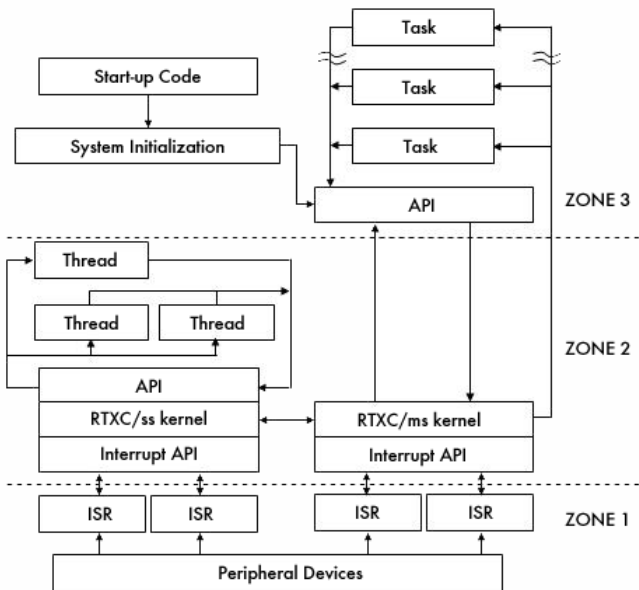 Task
Start-up Code
Task
System Initialization
Task
API
ZONE 3
Thread
Thread
Thread
ZONE 2
API
RTXC/ss kernel
RTXC/ms kernel
Interrupt API
Interrupt API
ISR
ISR
ISR
ISR
ZONE 1
Peripheral Devices